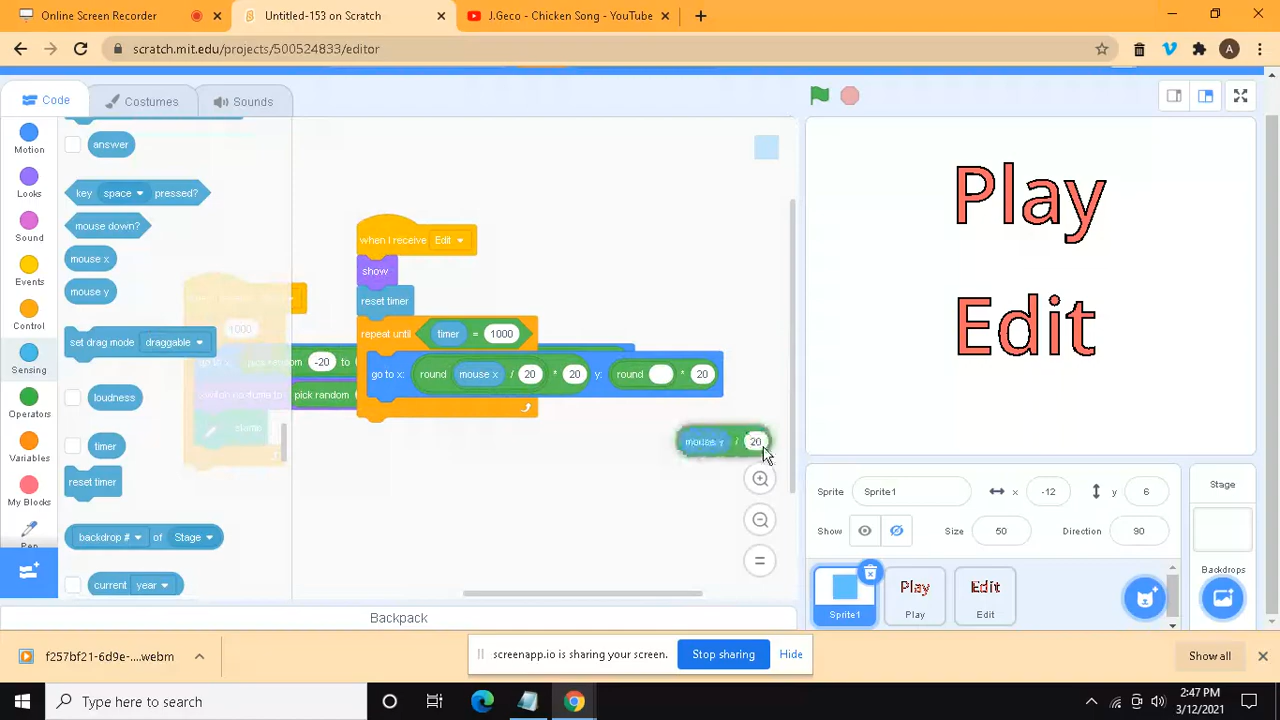 Online Screen Recorder
Untitled-153 on Scratch
J.Geco - Chicken Song - YouTube
scratch.mit.edu/projects/500524833/editor
A
Code
Costumes
Sounds
Motion
Looks
Sound
Events
Control
Sensing
Operators
Variables
My Blocks
Pen
answer
key space pressed?
mouse down?
mouse x
mouse y
set drag mode draggable
loudness
timer
reset timer
backdrop # of Stage
current year
1000
pick random -20 to
pick random
when I receive Edit
show
reset timer
repeat until timer = 1000
go to x: round mouse x / 20 * 20 y: round * 20
mouse y / 20
Play
Edit
Sprite Sprite1 x -12 y 6
Show Size 50 Direction 90
Stage
Backdrops
Sprite1
Play
Play
Edit
Edit
Backpack
f257bf21-6d9e-....webm
screenapp.io is sharing your screen.
Stop sharing
Hide
Show all
Type here to search
2:47 PM
3/12/2021